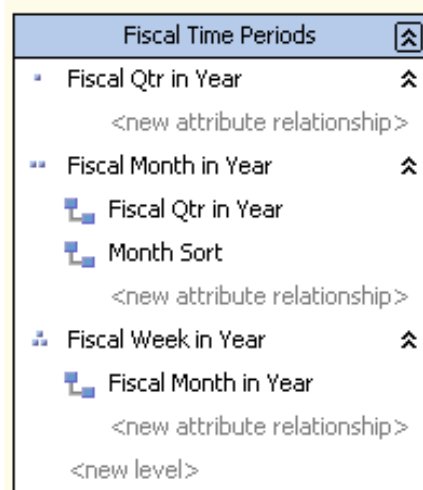 Fiscal Time Periods
Fiscal Qtr in Year
<new attribute relationship>
Fiscal Month in Year
Fiscal Qtr in Year
Month Sort
<new attribute relationship>
Fiscal Week in Year
Fiscal Month in Year
<new attribute relationship>
<new level>